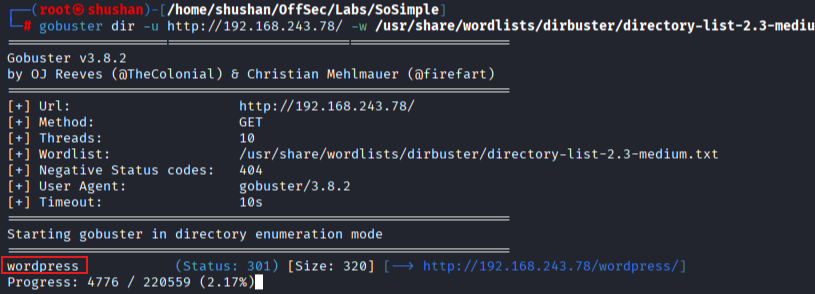 ┌──(root㉿shushan)-[/home/shushan/OffSec/Labs/SoSimple]
└─# gobuster dir -u http://192.168.243.78/ -w /usr/share/wordlists/dirbuster/directory-list-2.3-mediu
===============================================================
Gobuster v3.8.2
by OJ Reeves (@TheColonial) & Christian Mehlmauer (@firefart)
===============================================================
[+] Url: http://192.168.243.78/
[+] Method: GET
[+] Threads: 10
[+] Wordlist: /usr/share/wordlists/dirbuster/directory-list-2.3-medium.txt
[+] Negative Status codes: 404
[+] User Agent: gobuster/3.8.2
[+] Timeout: 10s
===============================================================
Starting gobuster in directory enumeration mode
===============================================================
wordpress (Status: 301) [Size: 320] [--> http://192.168.243.78/wordpress/]
Progress: 4776 / 220559 (2.17%)